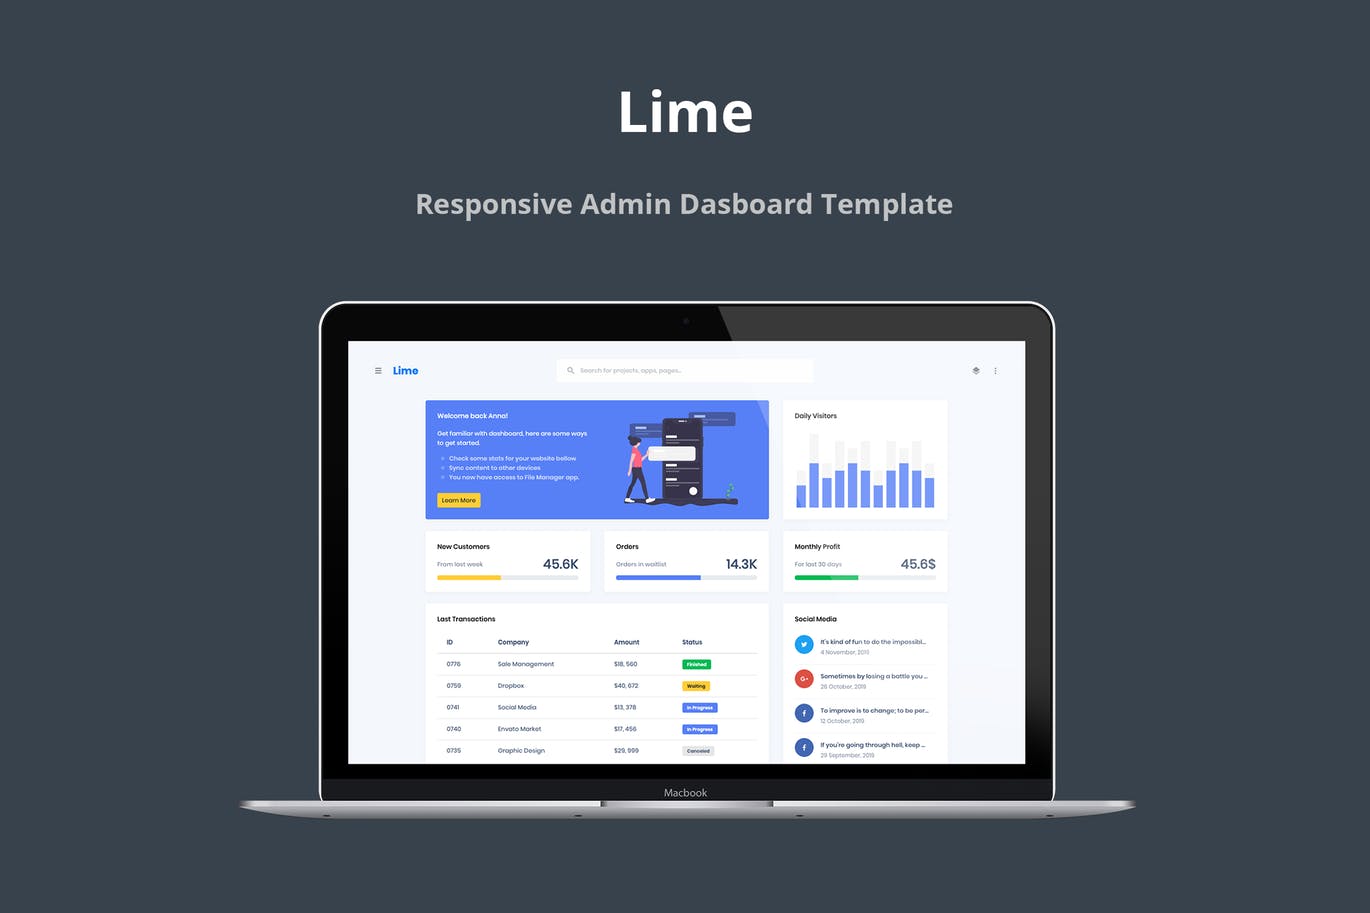 Lime
Responsive Admin Dasboard Template
Lime
Search for projects, apps, pages...
Welcome back Anna!
Get familiar with dashboard, here are some ways
to get started.
Check some stats for your website bellow
Sync content to other devices
You now have access to File Manager app.
Learn More
Daily Visitors
New Customers
From last week
45.6K
Orders
Orders in waitlist
14.3K
Monthly Profit
For last 30 days
45.6$
Last Transactions
ID Company Amount Status
0776 Sale Management $18, 560 Finished
0759 Dropbox $40, 672 Waiting
0741 Social Media $13, 378 In Progress
0740 Envato Market $17,456 In Progress
0735 Graphic Design $29, 999 Canceled
Social Media
It's kind of fun to do the impossibl...
4 November, 2019
G+
Sometimes by losing a battle you ...
26 October, 2019
f
To improve is to change; to be per...
12 October, 2019
f
If you're going through hell, keep ...
29 September, 2019
Macbook